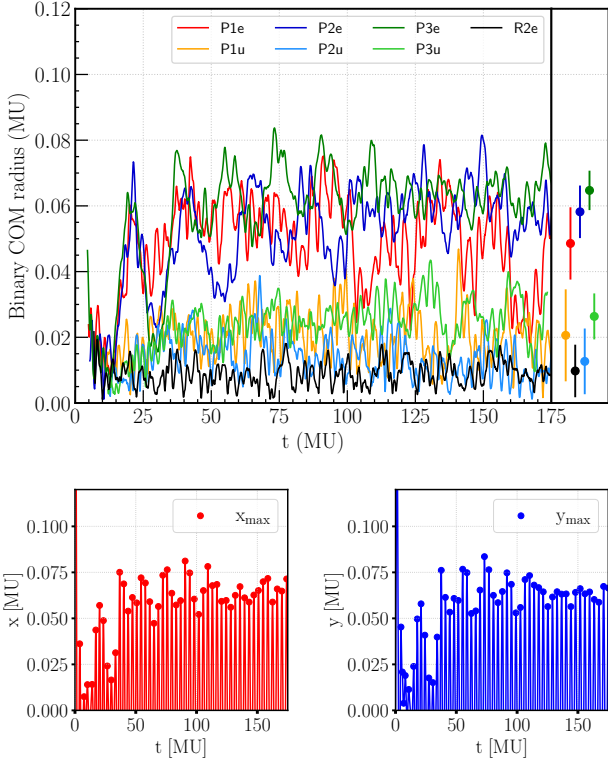 Binary COM radius (MU)
0.12
0.10
0.08
0.06
0.04
0.02
0.00
P1e P2e P3e R2e
P1u P2u P3u
0 25 50 75 100 125 150 175
t (MU)
x [MU]
0.100
0.075
0.050
0.025
0.000
x_max
0 50 100 150
t [MU]
y [MU]
0.100
0.075
0.050
0.025
0.000
y_max
0 50 100 150
t [MU]